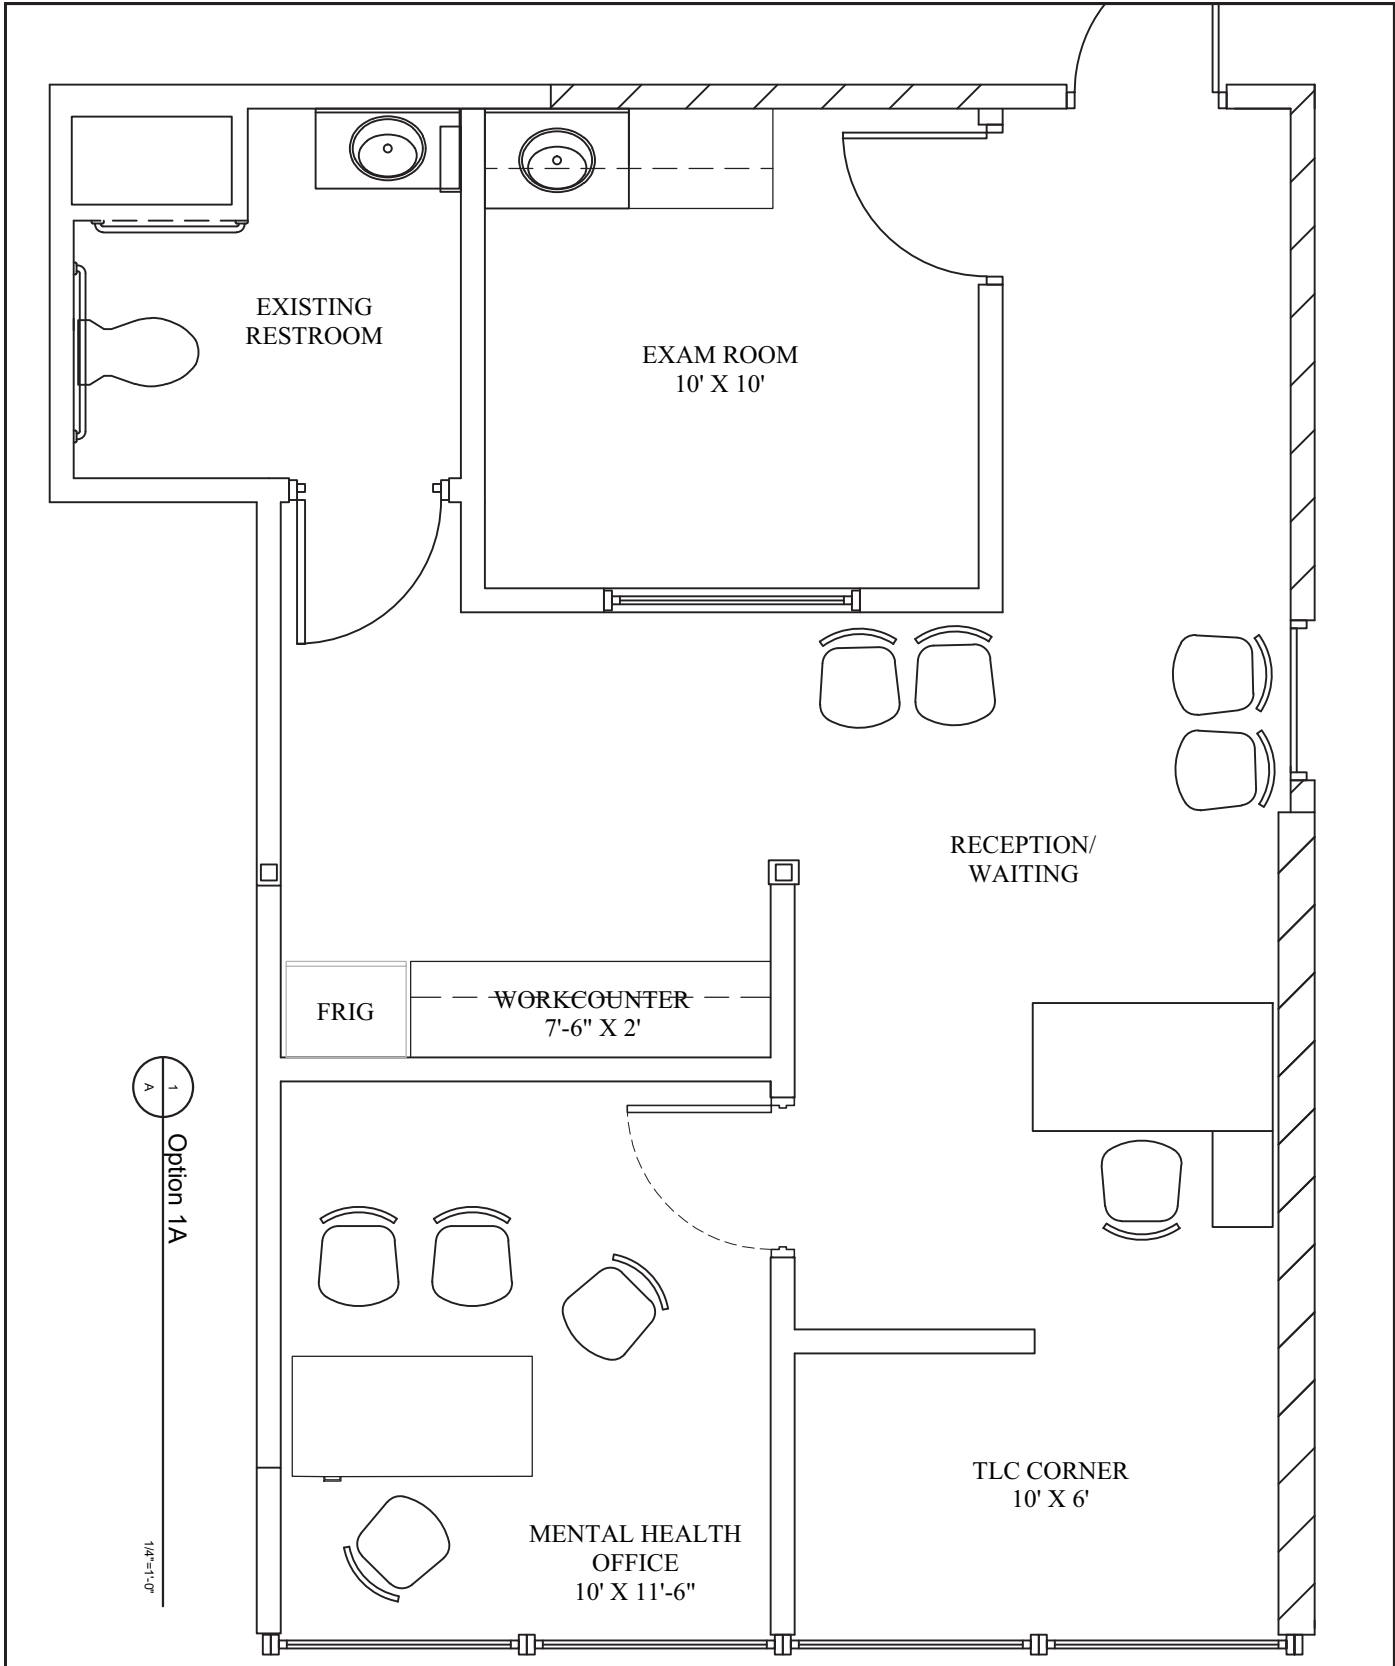 EXISTING
RESTROOM
EXAM ROOM
10' X 10'
RECEPTION/
WAITING
FRIG
WORKCOUNTER
7'-6" X 2'
1
A
Option 1A
1/4"=1'-0"
TLC CORNER
10' X 6'
MENTAL HEALTH
OFFICE
10' X 11'-6"